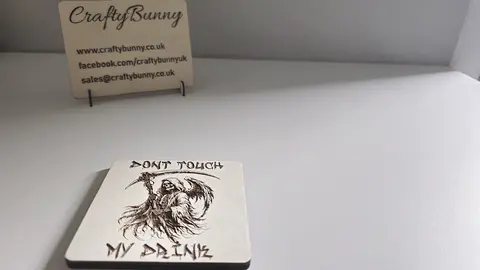 CraftyBunny
www.craftybunny.co.uk
facebook.com/craftybunnyuk
sales@craftybunny.co.uk
DONT TOUCH
MY DRINK